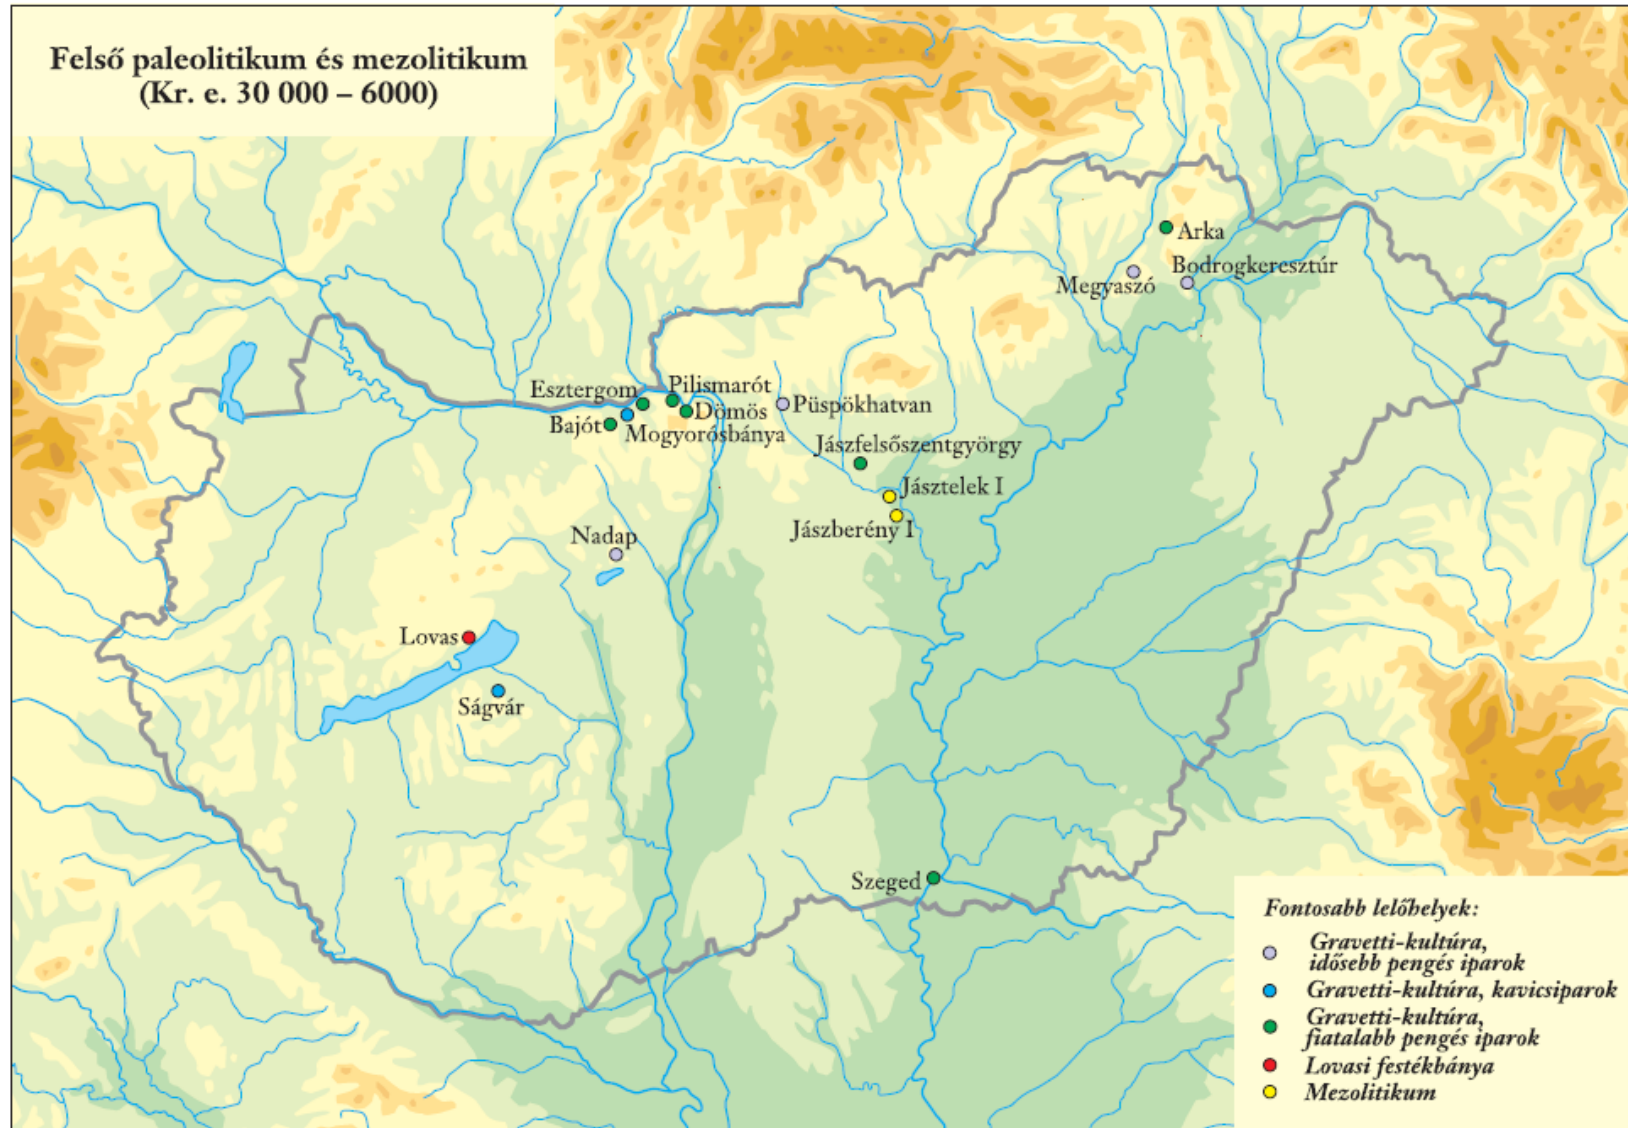 Felső paleolitikum és mezolitikum
(Kr. e. 30 000 – 6000)
Arka
Bodrogkeresztúr
Megyaszó
Esztergom
Pilismarót
Dömös
Bajót
Mogyorósbánya
Püspökhatvan
Jászfelsőszentgyörgy
Jásztelek I
Jászberény I
Nadap
Lovas
Ságvár
Szeged
Fontosabb lelőhelyek:
Gravetti-kultúra,
idősebb pengés iparok
Gravetti-kultúra, kavicsiparok
Gravetti-kultúra,
fiatalabb pengés iparok
Lovasi festékbánya
Mezolitikum